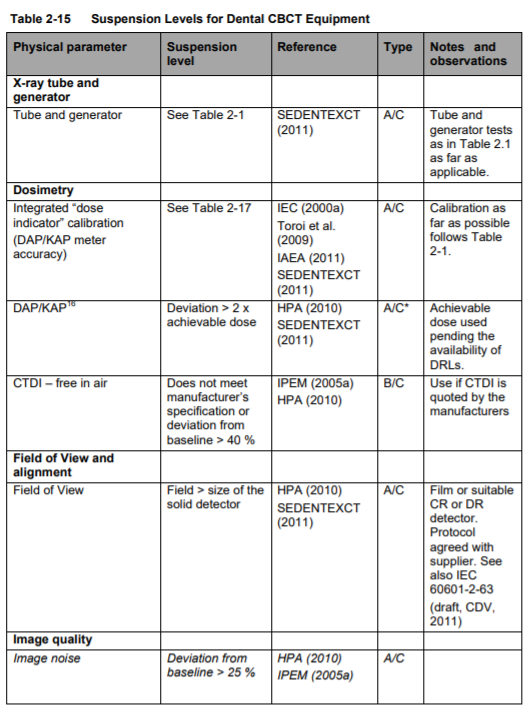 Table 2-15 Suspension Levels for Dental CBCT Equipment
Physical parameter Suspension level Reference Type Notes and observations
X-ray tube and generator
Tube and generator See Table 2-1 SEDENTEXCT (2011) A/C Tube and generator tests as in Table 2.1 as far as applicable.
Dosimetry
Integrated "dose indicator" calibration (DAP/KAP meter accuracy) See Table 2-17 IEC (2000a) Toroi et al. (2009) IAEA (2011) SEDENTEXCT (2011) A/C Calibration as far as possible follows Table 2-1.
DAP/KAP16 Deviation > 2 x achievable dose HPA (2010) SEDENTEXCT (2011) A/C* Achievable dose used pending the availability of DRLs.
CTDI – free in air Does not meet manufacturer's specification or deviation from baseline > 40 % IPEM (2005a) HPA (2010) B/C Use if CTDI is quoted by the manufacturers
Field of View and alignment
Field of View Field > size of the solid detector HPA (2010) SEDENTEXCT (2011) A/C Film or suitable CR or DR detector. Protocol agreed with supplier. See also IEC 60601-2-63 (draft, CDV, 2011)
Image quality
Image noise Deviation from baseline > 25 % HPA (2010) IPEM (2005a) A/C